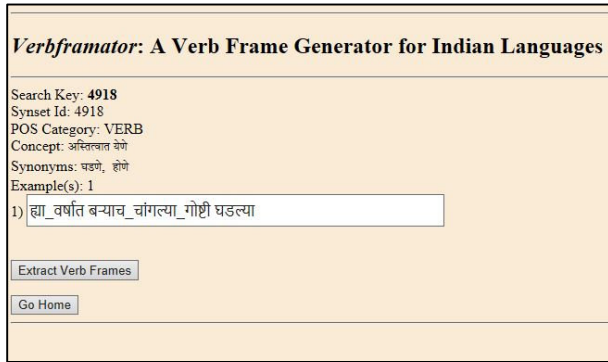 Verbframator: A Verb Frame Generator for Indian Languages
Search Key: 4918
Synset Id: 4918
POS Category: VERB
Concept: अस्तित्वात येणे
Synonyms: घडणे, होणे
Example(s): 1
1) ह्या_वर्षात बर्‍याच_चांगल्या_गोष्टी घडल्या
Extract Verb Frames
Go Home